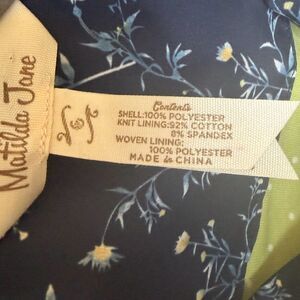 Matilda Jane
6
Contents
SHELL:100% POLYESTER
KNIT LINING:92% COTTON
8% SPANDEX
WOVEN LINING:
100% POLYESTER
MADE in CHINA